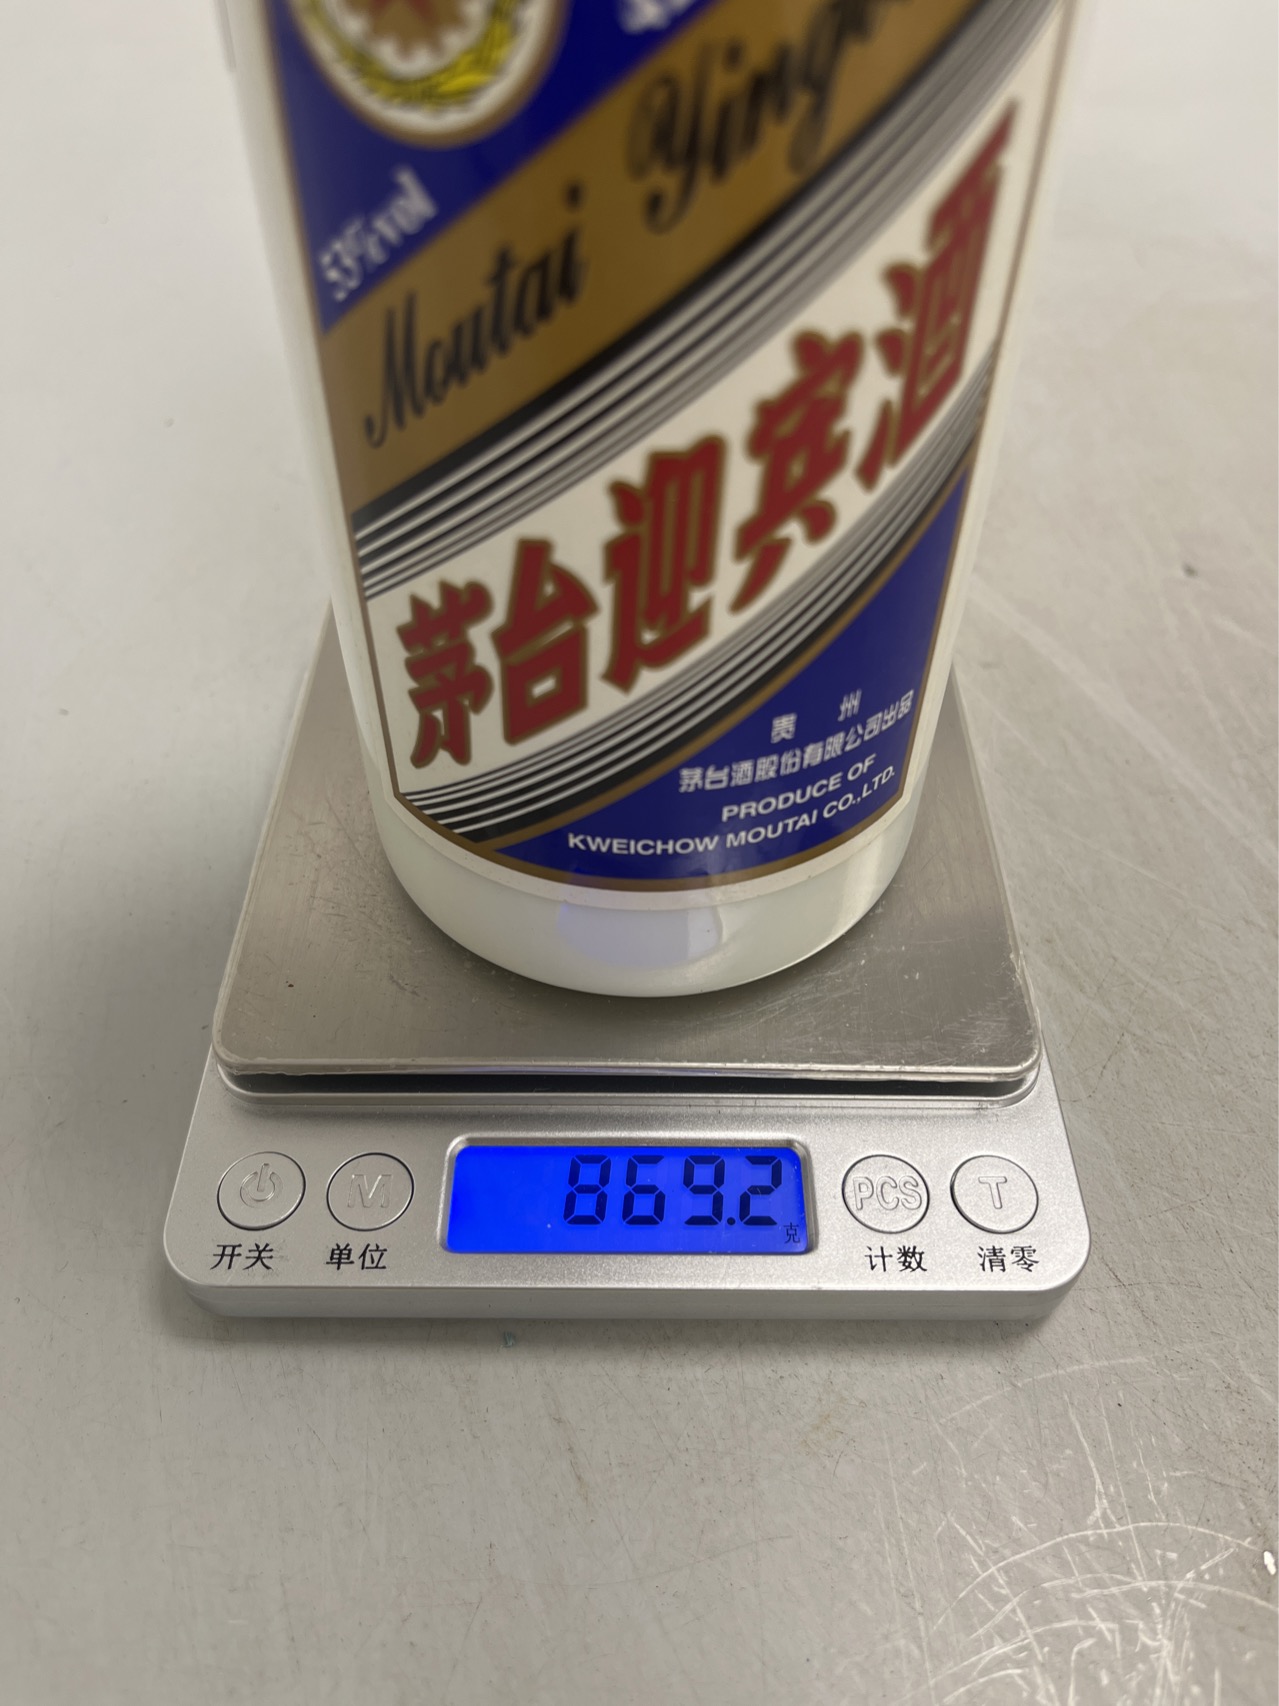 53%vol
Moutai
茅台迎宾酒
贵 州
茅台酒股份有限公司出品
PRODUCE OF
KWEICHOW MOUTAI CO.,LTD.
869.2
克
M
PCS
T
开关
单位
计数
清零